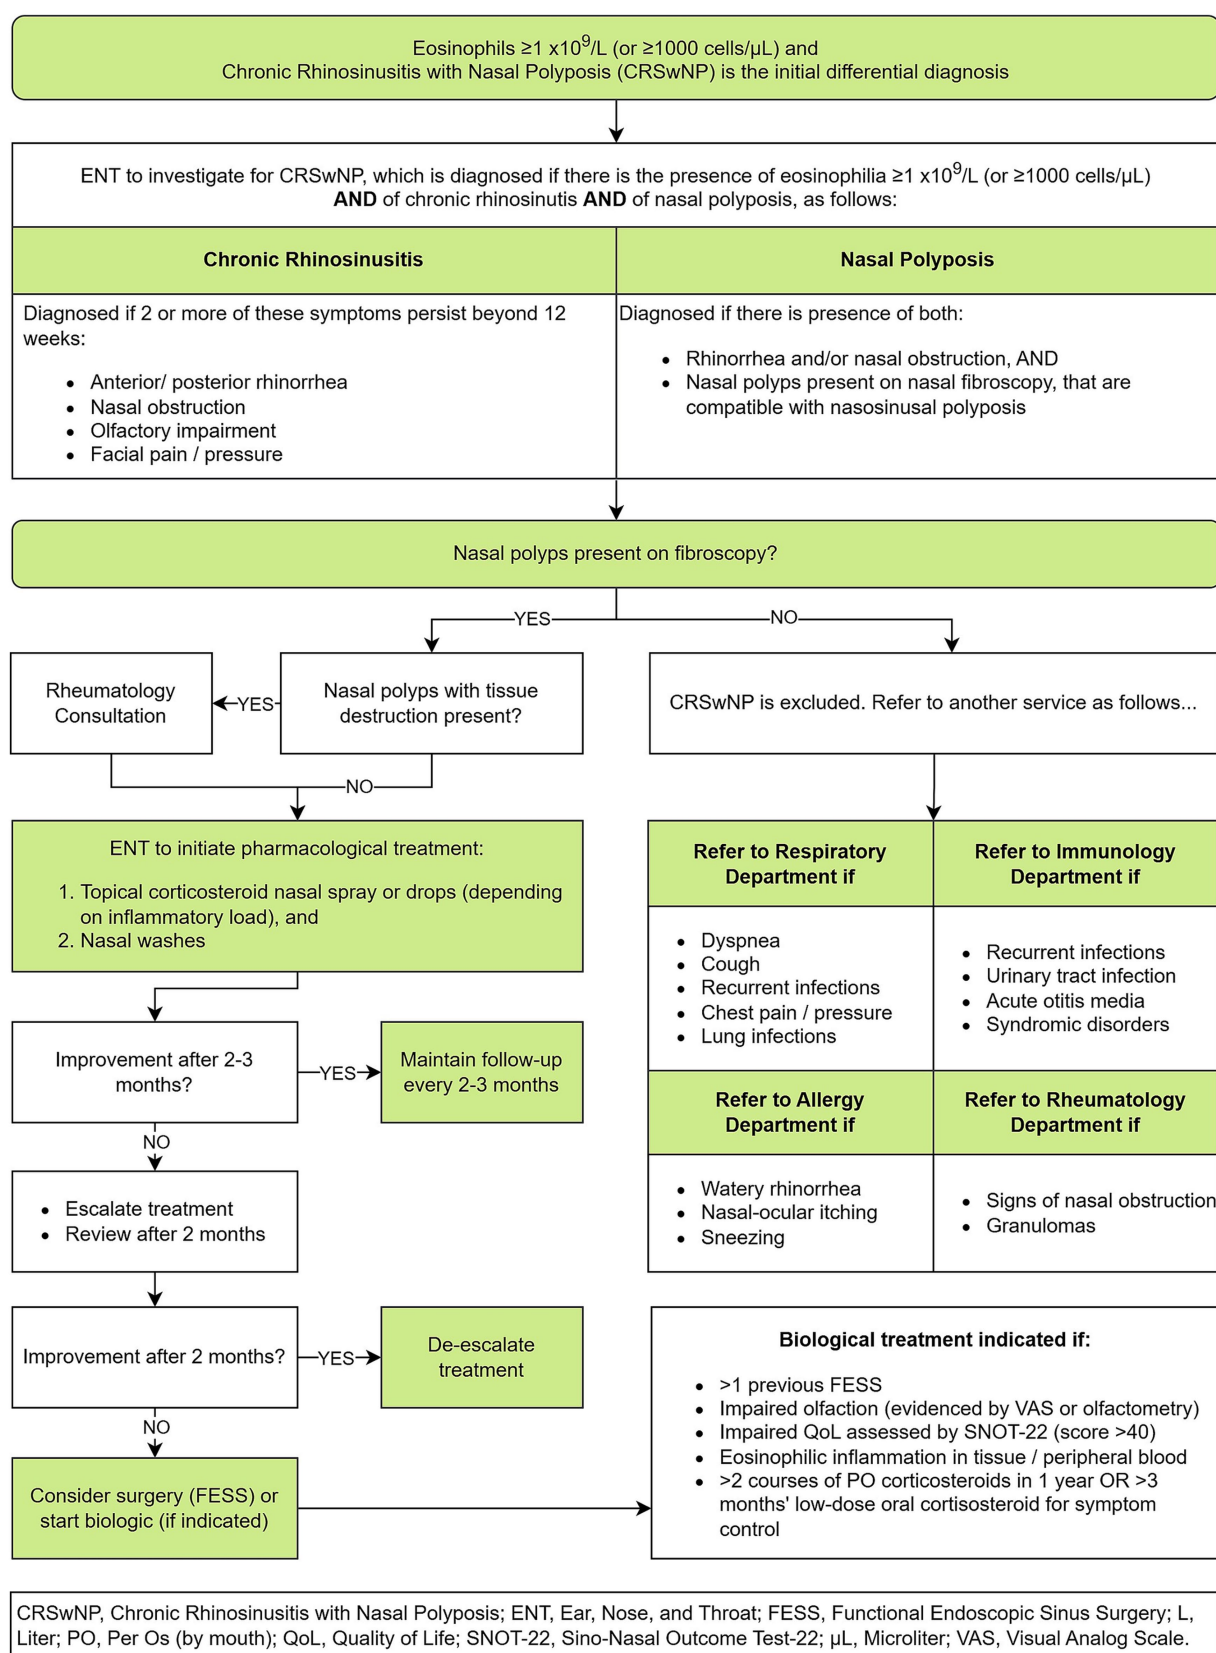 Eosinophils ≥1 x10⁹/L (or ≥1000 cells/µL) and
Chronic Rhinosinusitis with Nasal Polyposis (CRSwNP) is the initial differential diagnosis
ENT to investigate for CRSwNP, which is diagnosed if there is the presence of eosinophilia ≥1 x10⁹/L (or ≥1000 cells/µL)
AND of chronic rhinosinutis AND of nasal polyposis, as follows:
Chronic Rhinosinusitis
Diagnosed if 2 or more of these symptoms persist beyond 12
weeks:
• Anterior/ posterior rhinorrhea
• Nasal obstruction
• Olfactory impairment
• Facial pain / pressure
Nasal Polyposis
Diagnosed if there is presence of both:
• Rhinorrhea and/or nasal obstruction, AND
• Nasal polyps present on nasal fibroscopy, that are
compatible with nasosinusal polyposis
Nasal polyps present on fibroscopy?
YES
NO
Rheumatology
Consultation
YES
Nasal polyps with tissue
destruction present?
CRSwNP is excluded. Refer to another service as follows...
NO
ENT to initiate pharmacological treatment:
1. Topical corticosteroid nasal spray or drops (depending
on inflammatory load), and
2. Nasal washes
Improvement after 2-3
months?
YES
Maintain follow-up
every 2-3 months
NO
• Escalate treatment
• Review after 2 months
Improvement after 2 months?
YES
De-escalate
treatment
NO
Consider surgery (FESS) or
start biologic (if indicated)
Refer to Respiratory
Department if
• Dyspnea
• Cough
• Recurrent infections
• Chest pain / pressure
• Lung infections
Refer to Immunology
Department if
• Recurrent infections
• Urinary tract infection
• Acute otitis media
• Syndromic disorders
Refer to Allergy
Department if
• Watery rhinorrhea
• Nasal-ocular itching
• Sneezing
Refer to Rheumatology
Department if
• Signs of nasal obstruction
• Granulomas
Biological treatment indicated if:
• >1 previous FESS
• Impaired olfaction (evidenced by VAS or olfactometry)
• Impaired QoL assessed by SNOT-22 (score >40)
• Eosinophilic inflammation in tissue / peripheral blood
• >2 courses of PO corticosteroids in 1 year OR >3
months' low-dose oral cortisosteroid for symptom
control
CRSwNP, Chronic Rhinosinusitis with Nasal Polyposis; ENT, Ear, Nose, and Throat; FESS, Functional Endoscopic Sinus Surgery; L,
Liter; PO, Per Os (by mouth); QoL, Quality of Life; SNOT-22, Sino-Nasal Outcome Test-22; µL, Microliter; VAS, Visual Analog Scale.